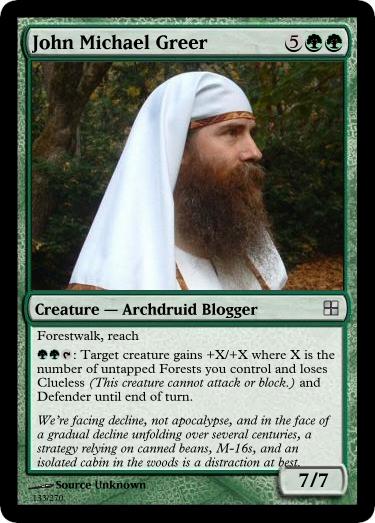 John Michael Greer 5
Creature — Archdruid Blogger
Forestwalk, reach
: Target creature gains +X/+X where X is the
number of untapped Forests you control and loses
Clueless (This creature cannot attack or block.) and
Defender until end of turn.
We're facing decline, not apocalypse, and in the face of
a gradual decline unfolding over several centuries, a
strategy relying on canned beans, M-16s, and an
isolated cabin in the woods is a distraction at best.
7/7
Source Unknown
133/270